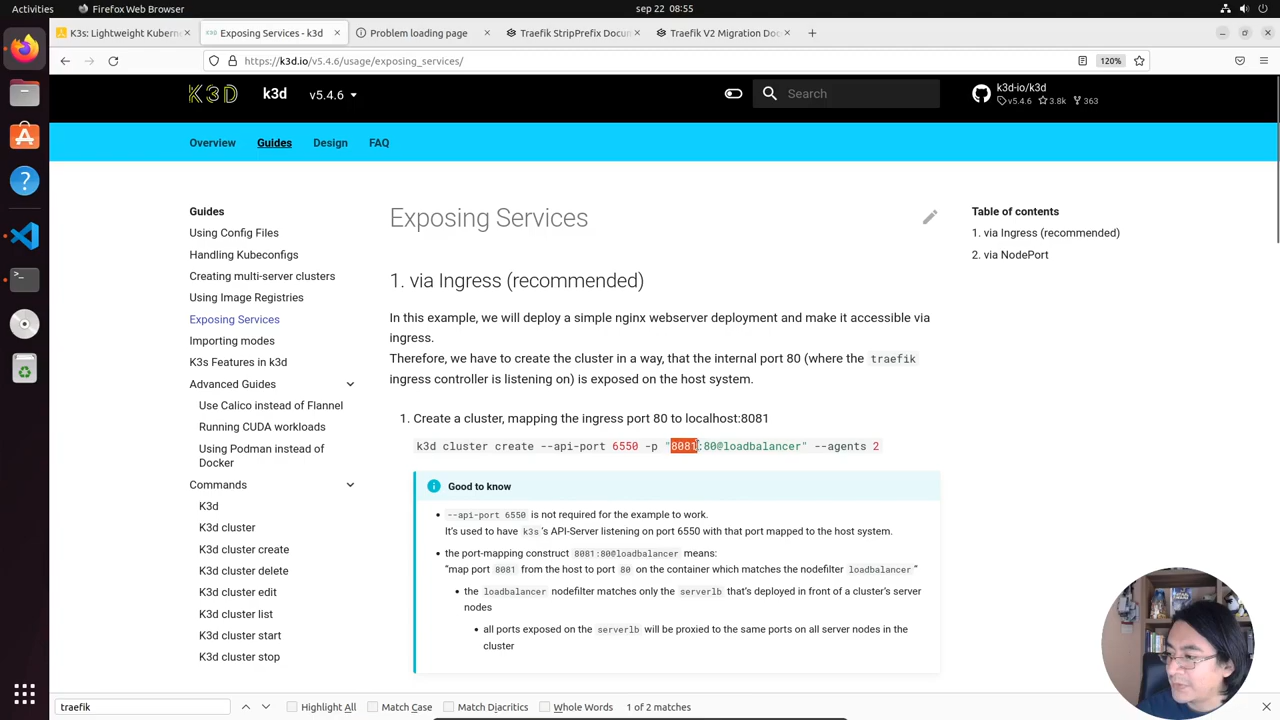 Activities
Firefox Web Browser
sep 22 08:55
K3s: Lightweight Kuberne
Exposing Services - k3d
Problem loading page
Traefik StripPrefix Docu
Traefik V2 Migration Doc
https://k3d.io/v5.4.6/usage/exposing_services/
120%
K3D
k3d
v5.4.6
Search
k3d-io/k3d
v5.4.6 3.8k 363
Overview
Guides
Design
FAQ
Guides
Using Config Files
Handling Kubeconfigs
Creating multi-server clusters
Using Image Registries
Exposing Services
Importing modes
K3s Features in k3d
Advanced Guides
Use Calico instead of Flannel
Running CUDA workloads
Using Podman instead of
Docker
Commands
K3d
K3d cluster
K3d cluster create
K3d cluster delete
K3d cluster edit
K3d cluster list
K3d cluster start
K3d cluster stop
Exposing Services
1. via Ingress (recommended)
In this example, we will deploy a simple nginx webserver deployment and make it accessible via
ingress.
Therefore, we have to create the cluster in a way, that the internal port 80 (where the traefik
ingress controller is listening on) is exposed on the host system.
1. Create a cluster, mapping the ingress port 80 to localhost:8081
k3d cluster create --api-port 6550 -p "8081:80@loadbalancer" --agents 2
Good to know
• --api-port 6550 is not required for the example to work.
It's used to have k3s's API-Server listening on port 6550 with that port mapped to the host system.
• the port-mapping construct 8081:80@loadbalancer means:
"map port 8081 from the host to port 80 on the container which matches the nodefilter loadbalancer"
• the loadbalancer nodefilter matches only the serverlb that's deployed in front of a cluster's server
nodes
• all ports exposed on the serverlb will be proxied to the same ports on all server nodes in the
cluster
Table of contents
1. via Ingress (recommended)
2. via NodePort
traefik
Highlight All
Match Case
Match Diacritics
Whole Words
1 of 2 matches